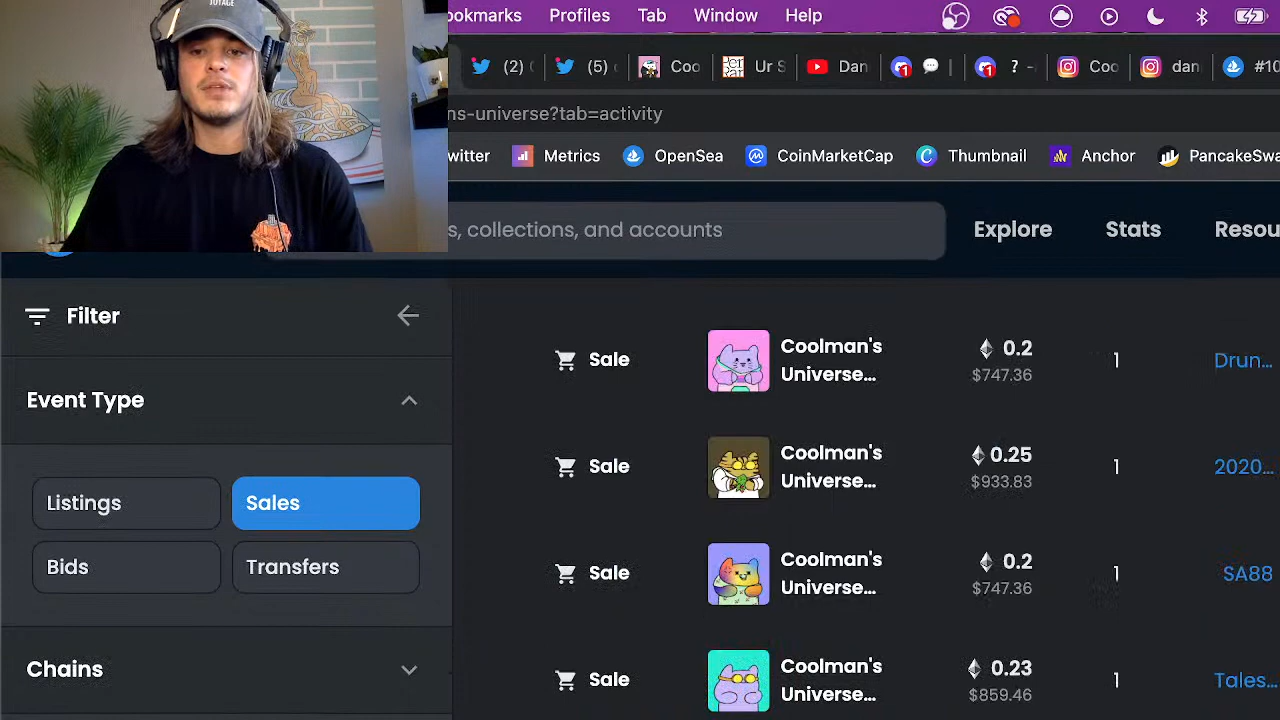 JUYAGE
ookmarks Profiles Tab Window Help
(2) (5) Coo Ur S Dan 1 1 ? - Coo dan #10
ns-universe?tab=activity
witter Metrics OpenSea CoinMarketCap Thumbnail Anchor PancakeSwa
s, collections, and accounts Explore Stats Resou
Filter
Event Type
Listings Sales
Bids Transfers
Chains
Sale Coolman's Universe... 0.2 $747.36 1 Drun...
Sale Coolman's Universe... 0.25 $933.83 1 2020...
Sale Coolman's Universe... 0.2 $747.36 1 SA88
Sale Coolman's Universe... 0.23 $859.46 1 Tales...